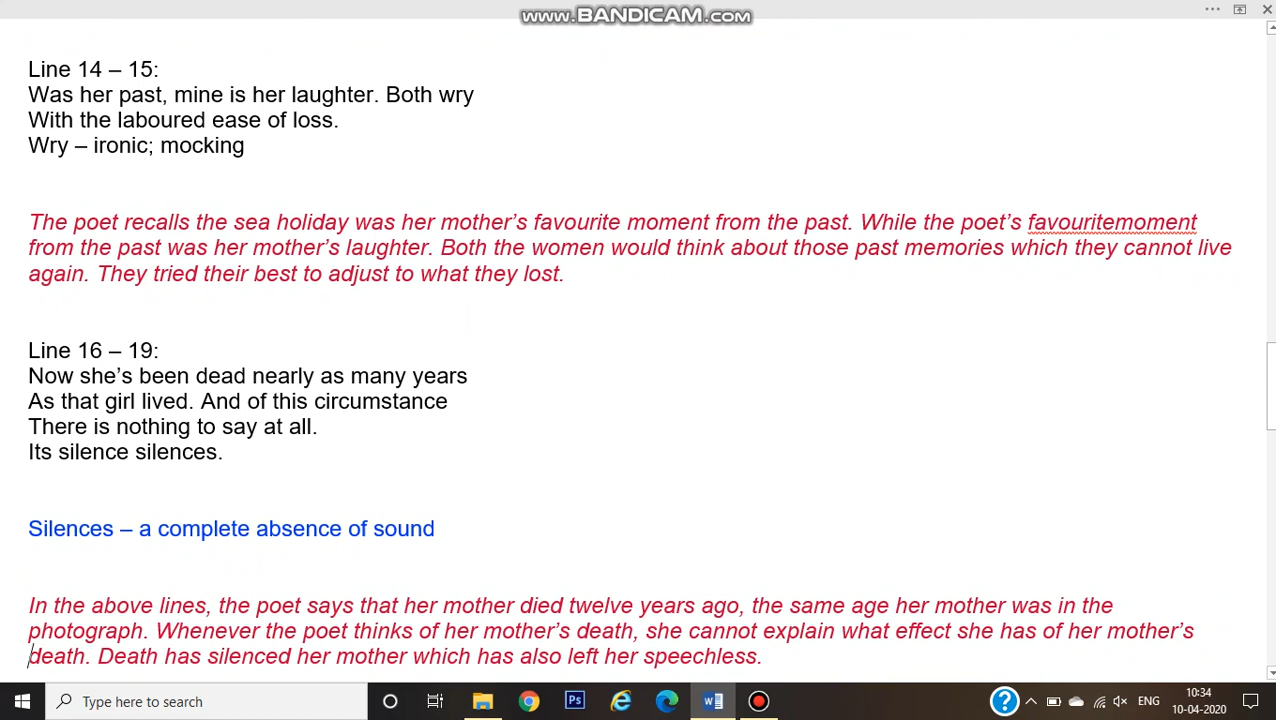 www.BANDICAM.com
Line 14 – 15:
Was her past, mine is her laughter. Both wry
With the laboured ease of loss.
Wry – ironic; mocking
The poet recalls the sea holiday was her mother’s favourite moment from the past. While the poet’s favouritemoment
from the past was her mother’s laughter. Both the women would think about those past memories which they cannot live
again. They tried their best to adjust to what they lost.
Line 16 – 19:
Now she’s been dead nearly as many years
As that girl lived. And of this circumstance
There is nothing to say at all.
Its silence silences.
Silences – a complete absence of sound
In the above lines, the poet says that her mother died twelve years ago, the same age her mother was in the
photograph. Whenever the poet thinks of her mother’s death, she cannot explain what effect she has of her mother’s
death. Death has silenced her mother which has also left her speechless.
Type here to search
Ps
W
?
ENG
10:34
10-04-2020